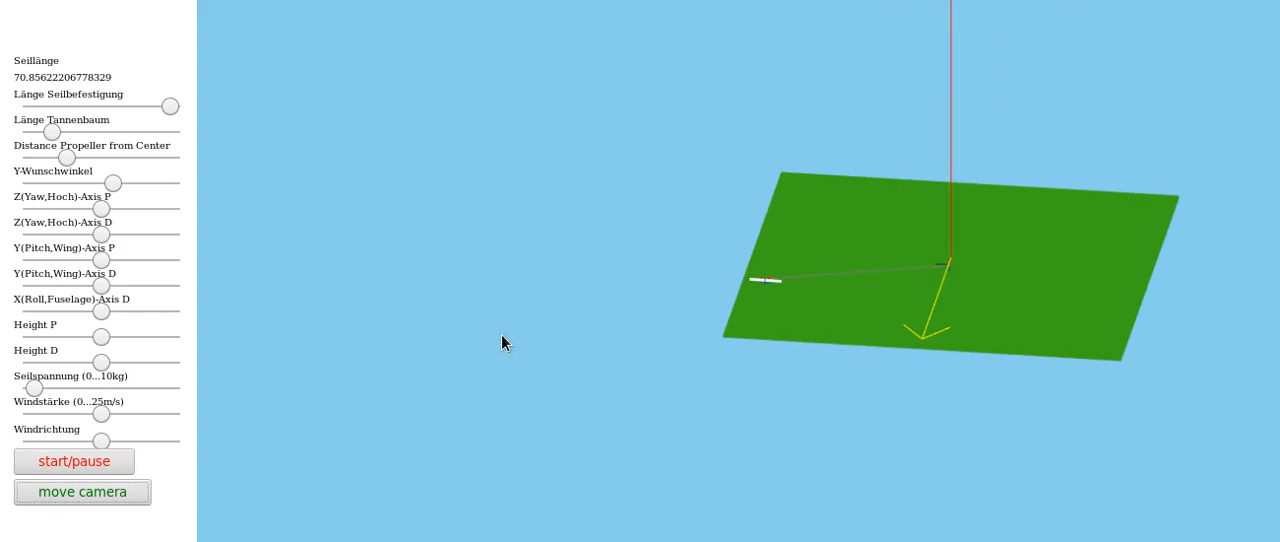 Seillänge
70.85622206778329
Länge Seilbefestigung
Länge Tannenbaum
Distance Propeller from Center
Y-Wunschwinkel
Z(Yaw,Hoch)-Axis P
Z(Yaw,Hoch)-Axis D
Y(Pitch,Wing)-Axis P
Y(Pitch,Wing)-Axis D
X(Roll,Fuselage)-Axis D
Height P
Height D
Seilspannung (0...10kg)
Windstärke (0...25m/s)
Windrichtung
start/pause
move camera